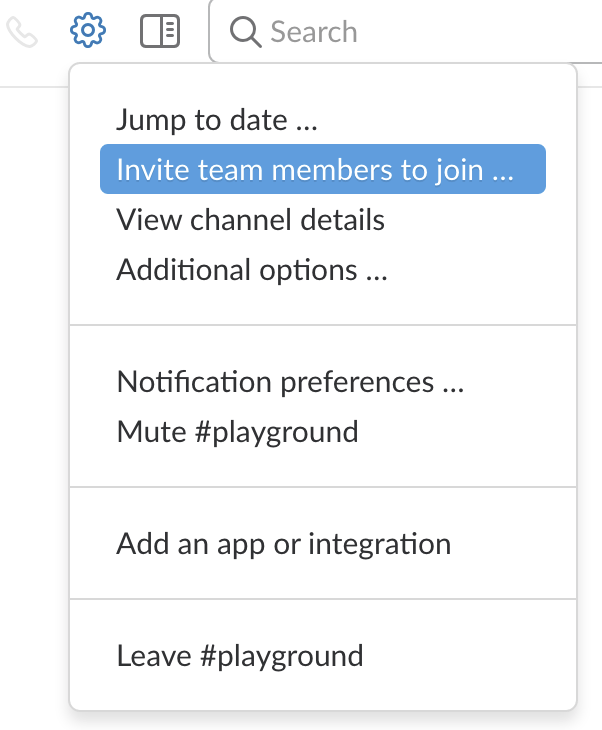 Search
Jump to date ...
Invite team members to join ...
View channel details
Additional options ...
Notification preferences ...
Mute #playground
Add an app or integration
Leave #playground